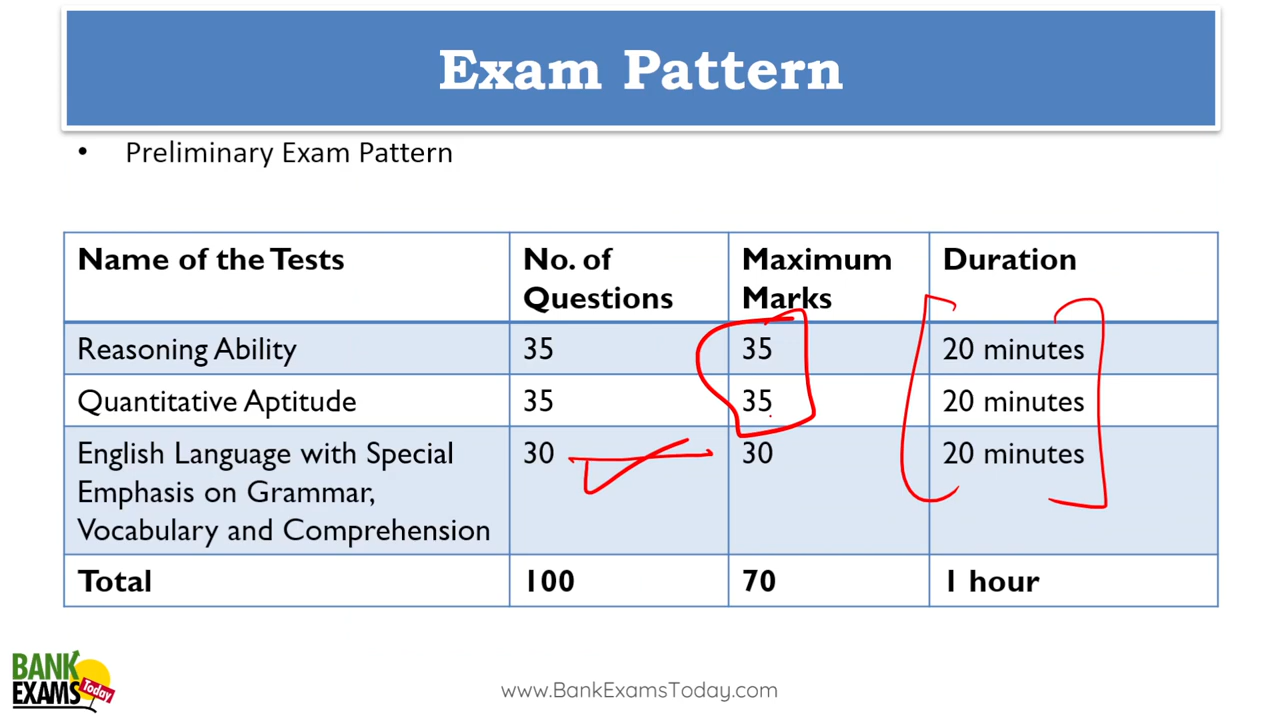 Exam Pattern
• Preliminary Exam Pattern
Name of the Tests No. of Questions Maximum Marks Duration
Reasoning Ability 35 35 20 minutes
Quantitative Aptitude 35 35 20 minutes
English Language with Special 30 30 20 minutes
Emphasis on Grammar,
Vocabulary and Comprehension
Total 100 70 1 hour
BANK
EXAMS Today
www.BankExamsToday.com